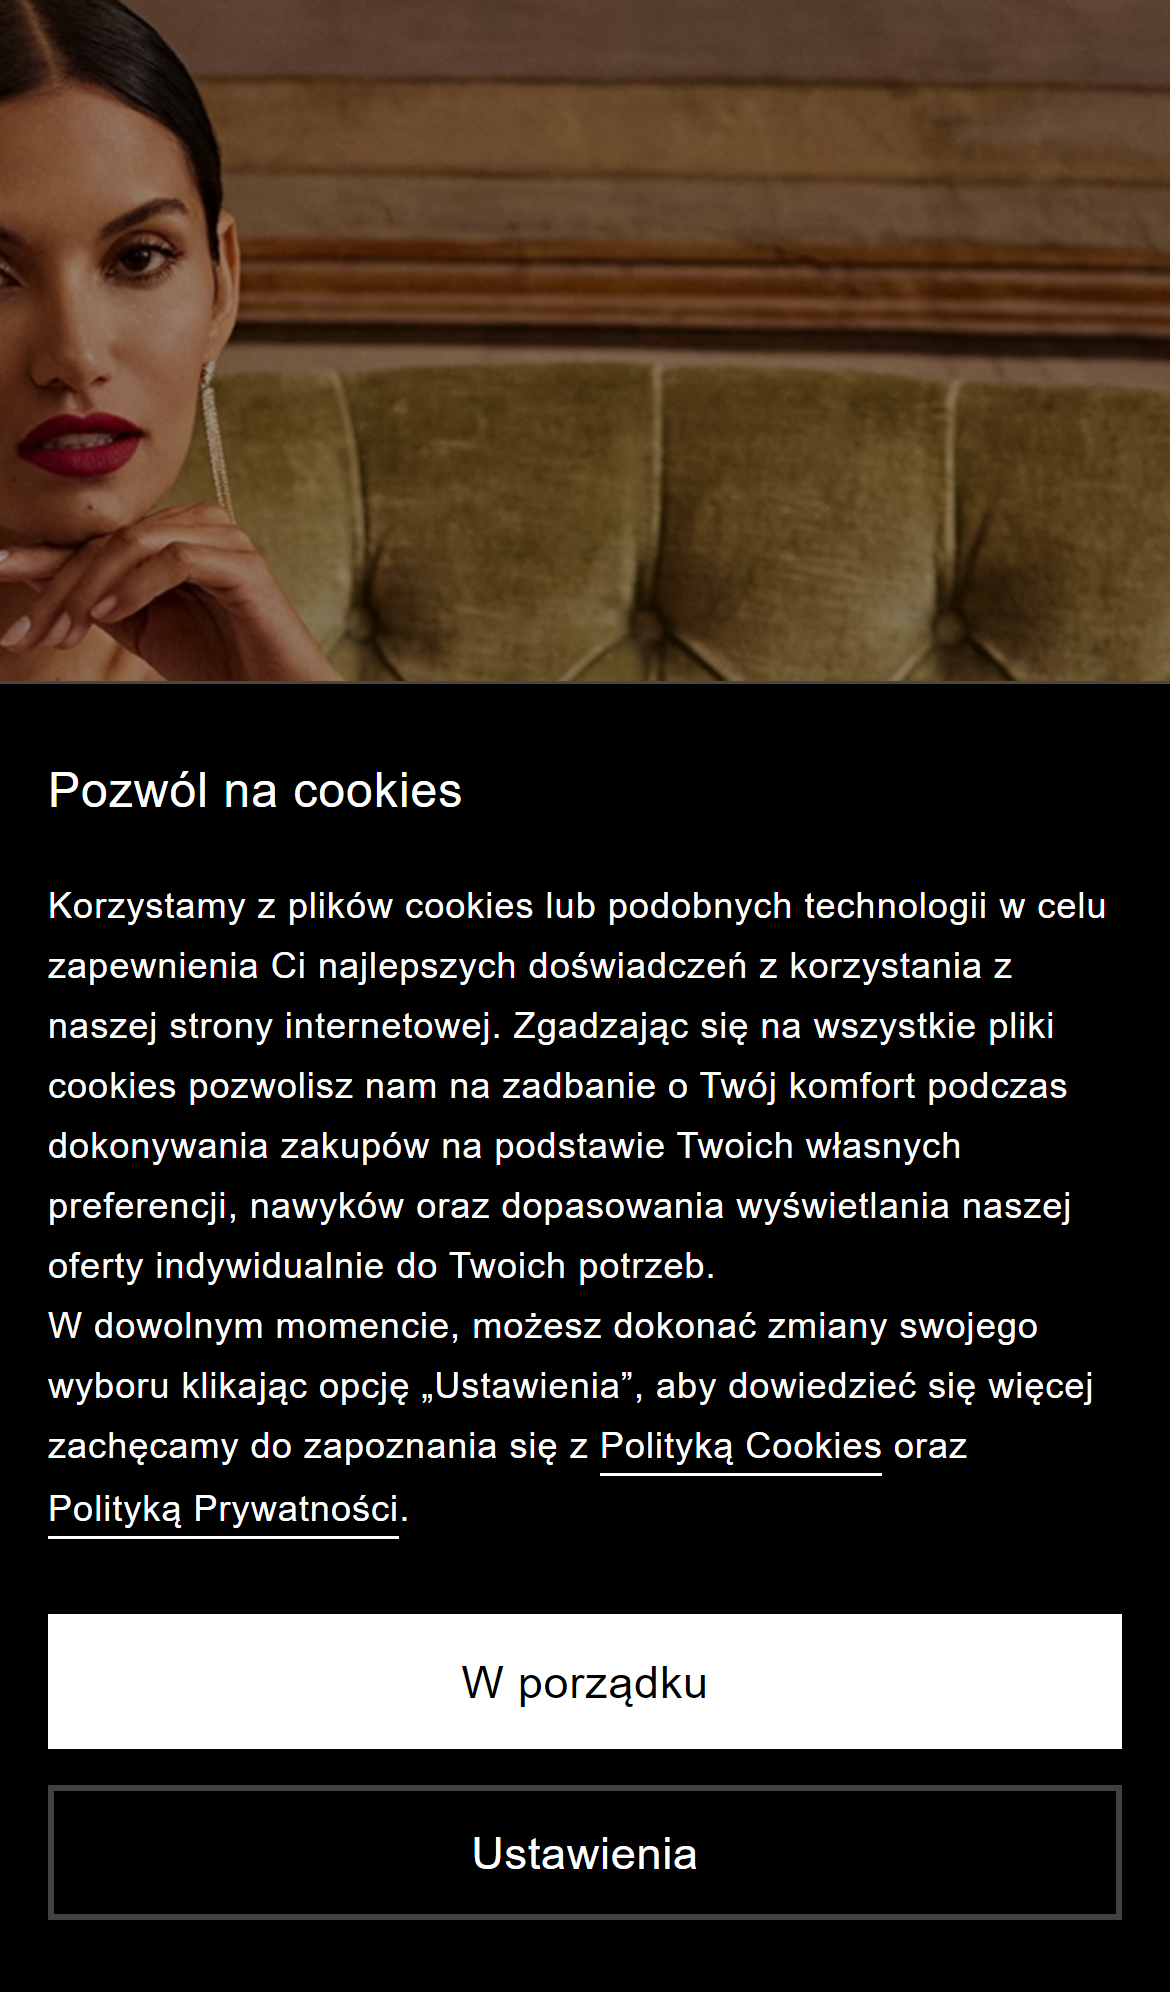 Pozwól na cookies
Korzystamy z plików cookies lub podobnych technologii w celu
zapewnienia Ci najlepszych doświadczeń z korzystania z
naszej strony internetowej. Zgadzając się na wszystkie pliki
cookies pozwolisz nam na zadbanie o Twój komfort podczas
dokonywania zakupów na podstawie Twoich własnych
preferencji, nawyków oraz dopasowania wyświetlania naszej
oferty indywidualnie do Twoich potrzeb.
W dowolnym momencie, możesz dokonać zmiany swojego
wyboru klikając opcję „Ustawienia”, aby dowiedzieć się więcej
zachęcamy do zapoznania się z Polityką Cookies oraz
Polityką Prywatności.
W porządku
Ustawienia